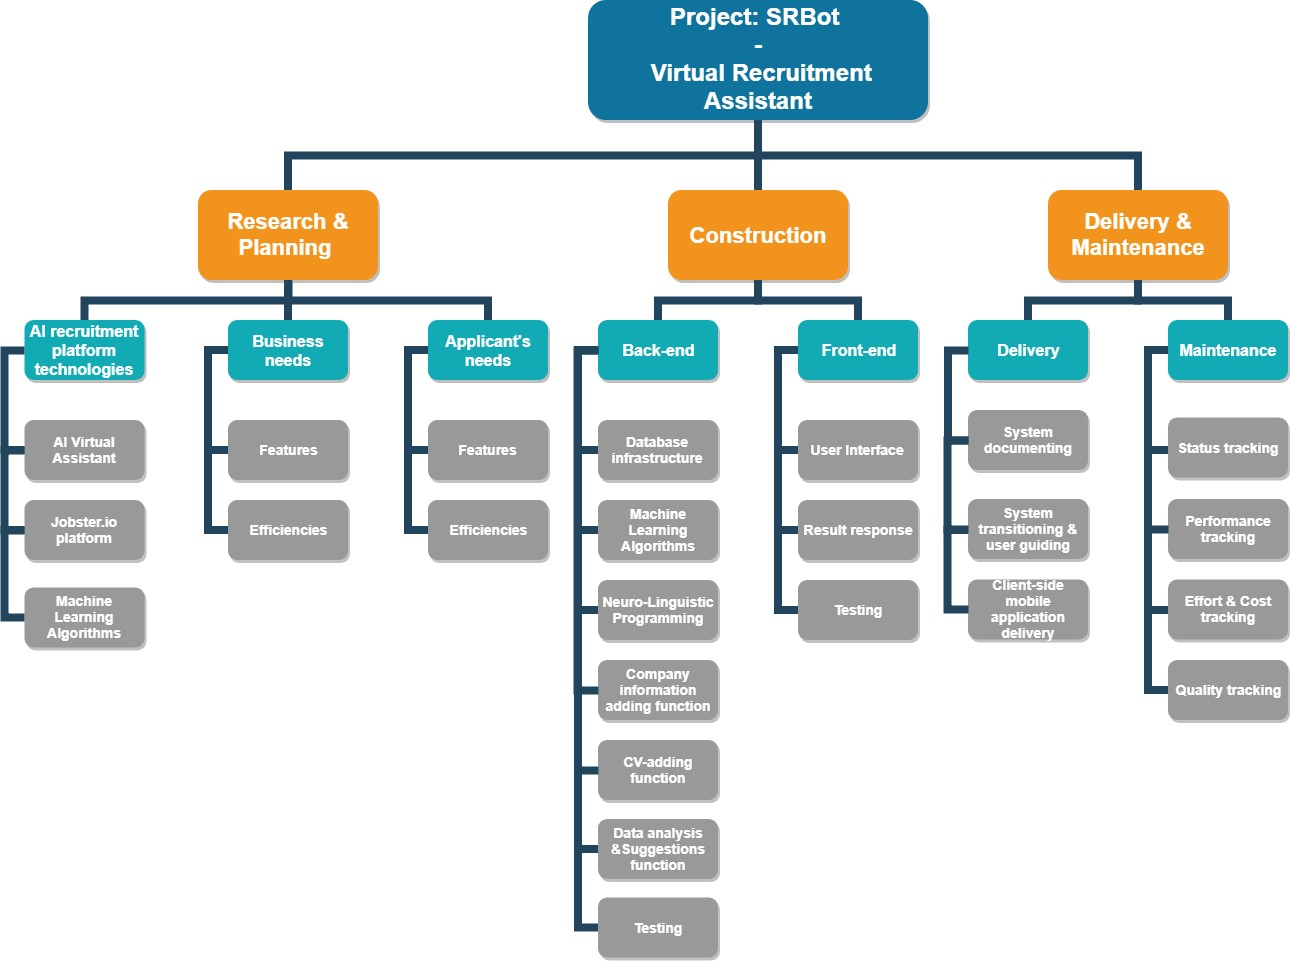 Project: SRBot
-
Virtual Recruitment
Assistant
Research &
Planning
Construction
Delivery &
Maintenance
AI recruitment
platform
technologies
Business
needs
Applicant's
needs
Back-end
Front-end
Delivery
Maintenance
AI Virtual
Assistant
Jobster.io
platform
Machine
Learning
Algorithms
Features
Efficiencies
Features
Efficiencies
Database
infrastructure
Machine
Learning
Algorithms
Neuro-Linguistic
Programming
Company
information
adding function
CV-adding
function
Data analysis
&Suggestions
function
Testing
User Interface
Result response
Testing
System
documenting
System
transitioning &
user guiding
Client-side
mobile
application
delivery
Status tracking
Performance
tracking
Effort & Cost
tracking
Quality tracking